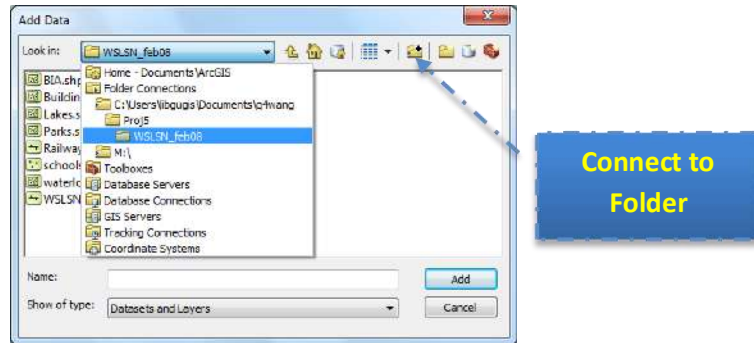 Add Data
Look in:
WSLSN_feb08
Home - Documents\ArcGIS
Folder Connections
C:\Users\libgugis\Documents\q4wang
Proj5
WSLSN_feb08
M:\
Toolboxes
Database Servers
Database Connections
GIS Servers
Tracking Connections
Coordinate Systems
BIA.shp
Buildin
Lakes.s
Parks.s
Railway
schools
waterlo
WSLSN
Name:
Add
Show of type:
Datasets and Layers
Cancel
Connect to
Folder